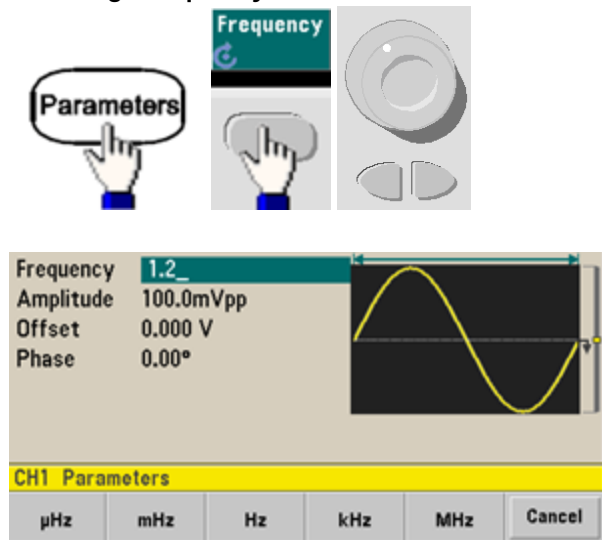 Parameters
Frequency
Frequency 1.2_
Amplitude 100.0mVpp
Offset 0.000 V
Phase 0.00°
CH1 Parameters
µHz mHz Hz kHz MHz Cancel